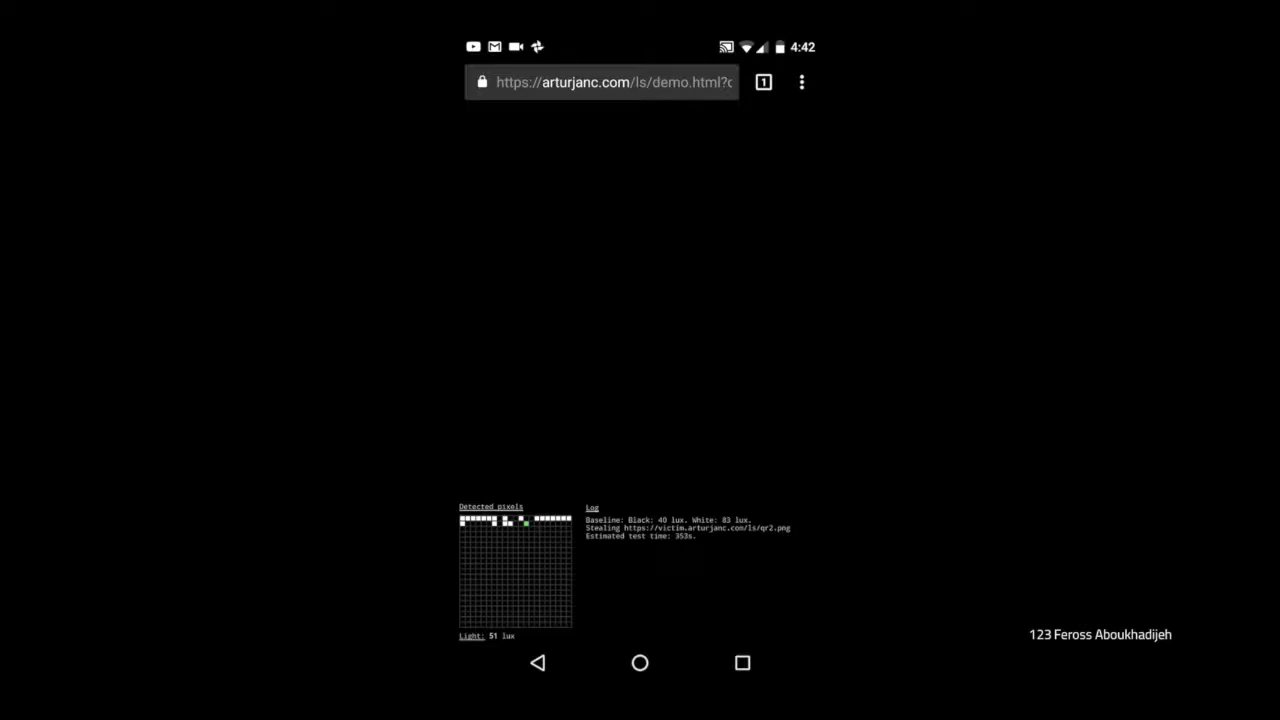 4:42
https://arturjanc.com/ls/demo.html?c
1
Detected pixels
Log
Baseline: Black: 40 lux. White: 83 lux.
Stealing https://victim.arturjanc.com/ls/qr2.png
Estimated test time: 353s.
Light: 51 lux
123 Feross Aboukhadijeh